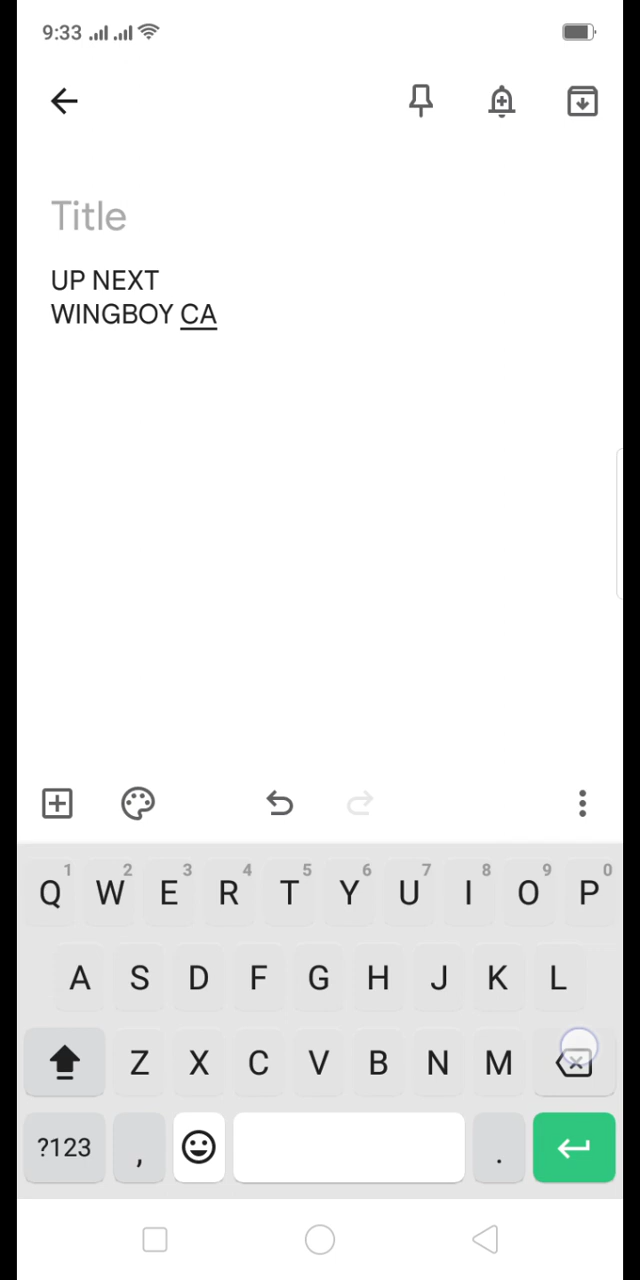 9:33
Title
UP NEXT
WINGBOY CA
1 2 3 4 5 6 7 8 9 0
Q W E R T Y U I O P
A S D F G H J K L
Z X C V B N M
?123 , .